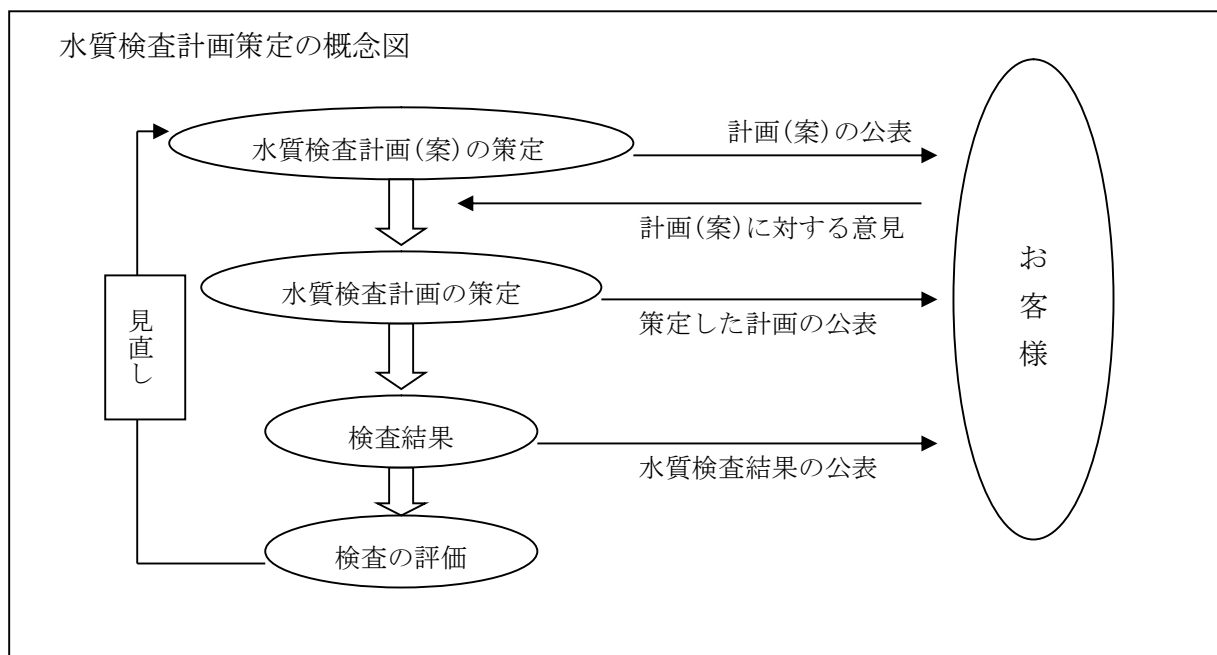 水質検査計画策定の概念図
水質検査計画(案)の策定
計画(案)の公表
計画(案)に対する意見
水質検査計画の策定
策定した計画の公表
お客様
見直し
検査結果
水質検査結果の公表
検査の評価